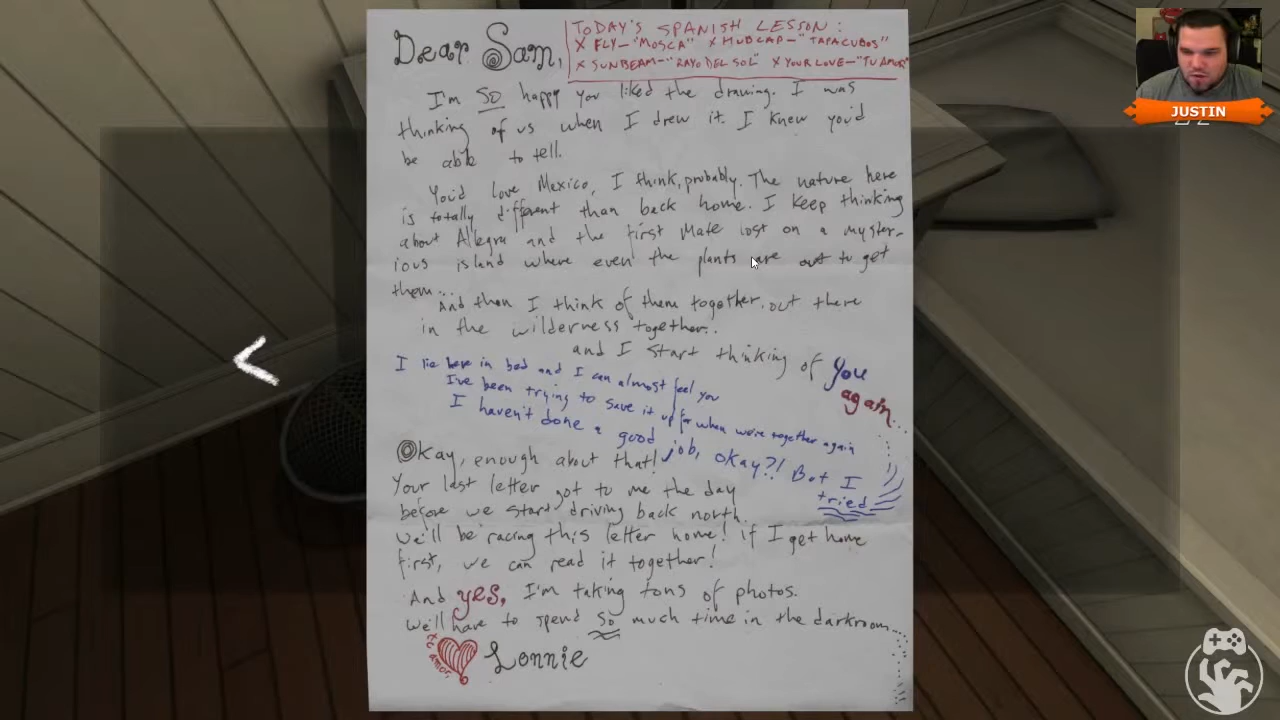 Dear Sam,
TODAY'S SPANISH LESSON:
x FLY-"MOSCA" x HUBCAP-"TAPACUBOS"
x SUNBEAM-"RAYO DEL SOL" x YOUR LOVE-"TU AMOR"
I'm SO happy you liked the drawing. I was
thinking of us when I drew it. I knew you'd
be able to tell.
You'd love Mexico, I think, probably. The nature here
is totally different than back home. I keep thinking
about Allegra and the first Mate lost on a myster-
ious island where even the plants are out to get
them...
And then I think of them together. out there
in the wilderness together..
and I start thinking of you
again...
I lie here in bed and I can almost feel you
I've been trying to save it up for when we're together again
I haven't done a good job, okay?! But I
tried
Okay, enough about that!
Your last letter got to me the day
before we start driving back north.
We'll be racing this letter home! if I get home
first, we can read it together!
And yes, I'm taking tons of photos.
We'll have to spend so much time in the darkroom...
Tu amor,
Lonnie
JUSTIN